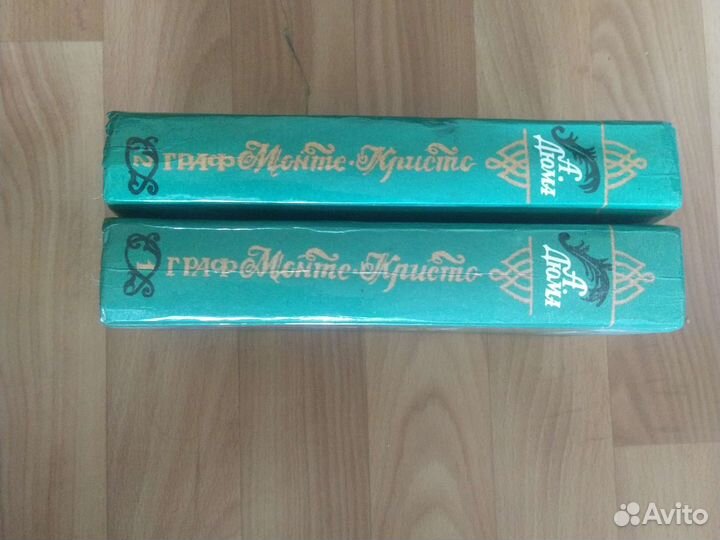 2 ГРАФ Монте-Кристо А Дюма
1 ГРАФ Монте-Кристо А Дюма
Avito